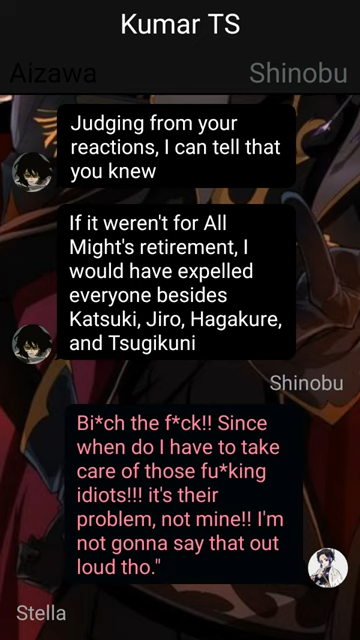 Kumar TS
Aizawa
Shinobu
Judging from your
reactions, I can tell that
you knew
If it weren't for All
Might's retirement, I
would have expelled
everyone besides
Katsuki, Jiro, Hagakure,
and Tsugikuni
Shinobu
Bi*ch the f*ck!! Since
when do I have to take
care of those fu*king
idiots!!! it's their
problem, not mine!! I'm
not gonna say that out
loud tho."
Stella